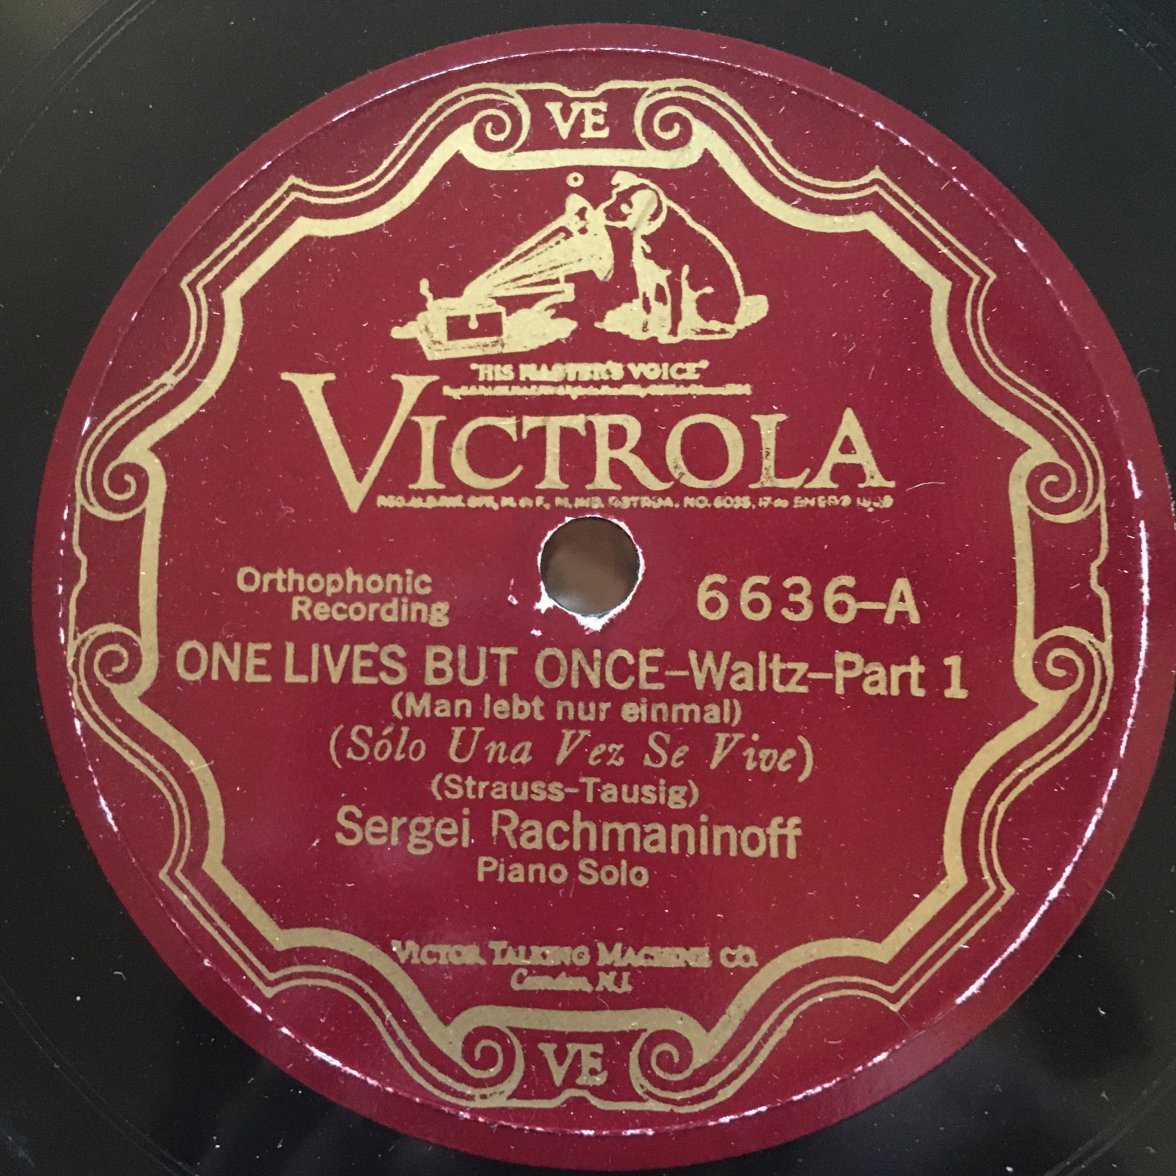 VE
"HIS MASTER'S VOICE"
VICTROLA
Orthophonic
Recording
6636-A
ONE LIVES BUT ONCE-Waltz-Part 1
(Man lebt nur einmal)
(Sólo Una Vez Se Vive)
(Strauss-Tausig)
Sergei Rachmaninoff
Piano Solo
VICTOR TALKING MACHINE CO.
Camden, N.J.
VE